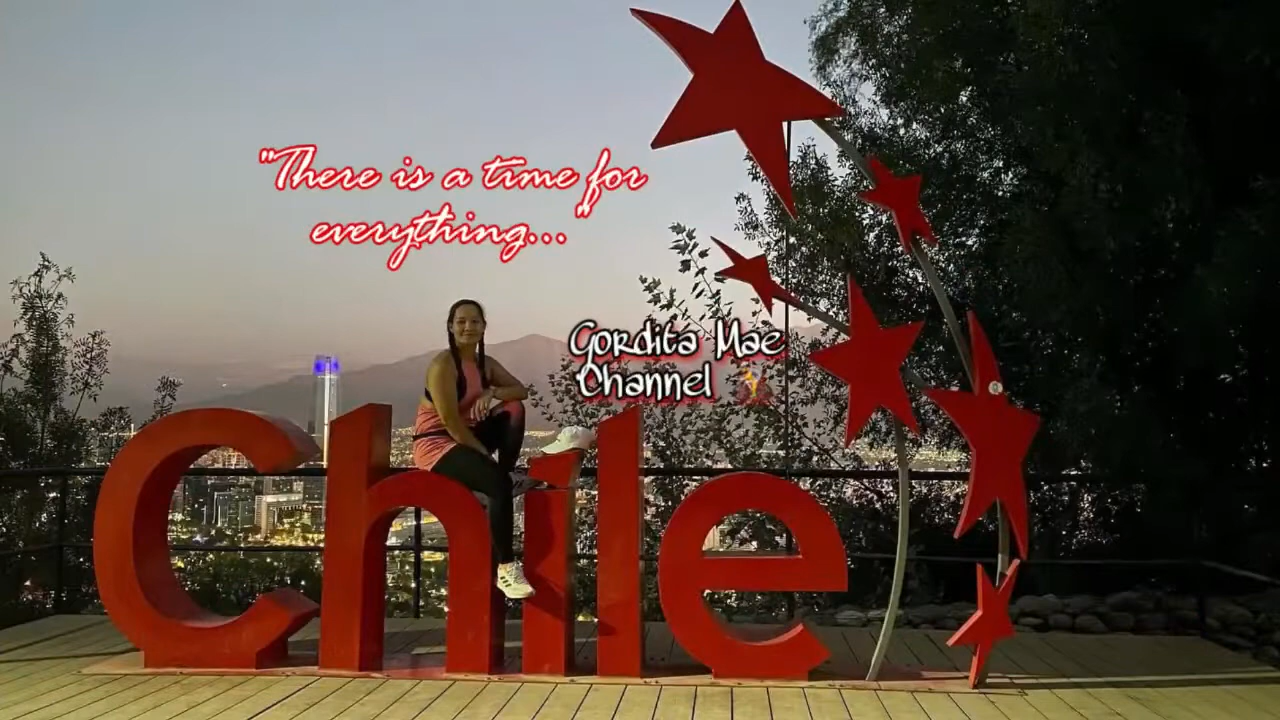 "There is a time for
everything..."
Gordita Mae
Channel
Chile